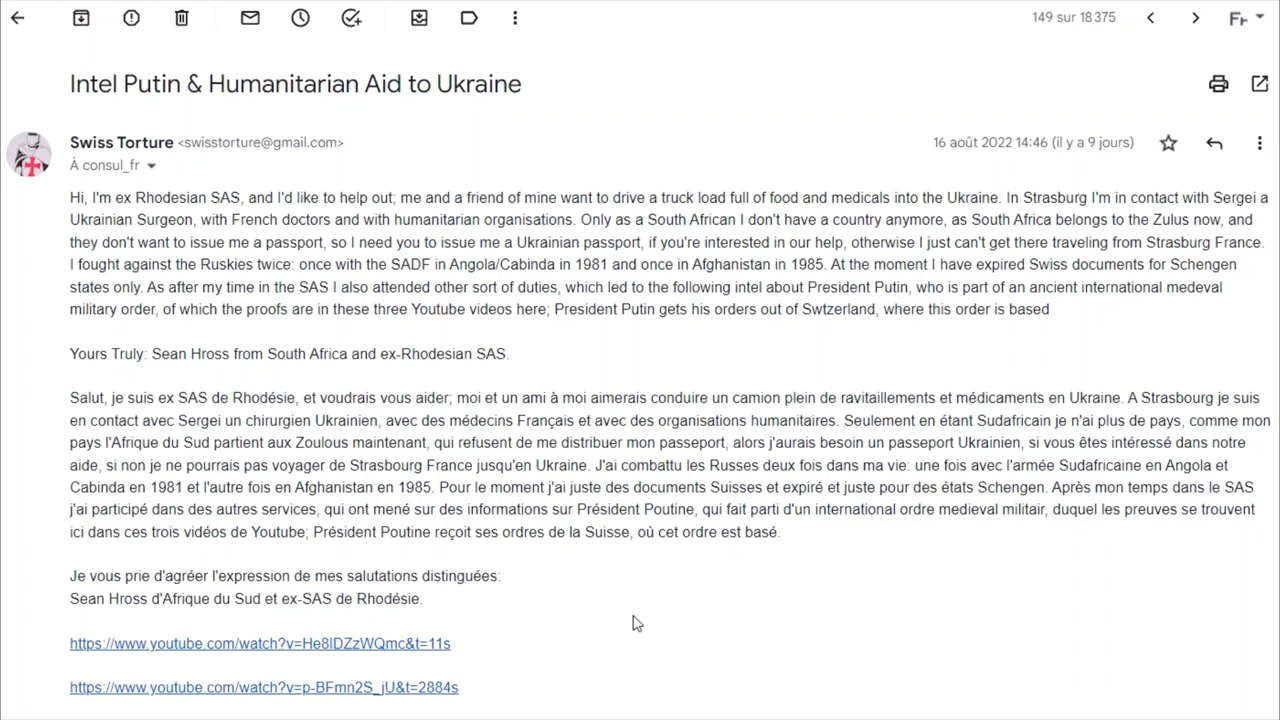 149 sur 18 375
Fr
Intel Putin & Humanitarian Aid to Ukraine
Swiss Torture <swisstorture@gmail.com>
16 août 2022 14:46 (il y a 9 jours)
À consul_fr
Hi, I'm ex Rhodesian SAS, and I'd like to help out; me and a friend of mine want to drive a truck load full of food and medicals into the Ukraine. In Strasburg I'm in contact with Sergei a
Ukrainian Surgeon, with French doctors and with humanitarian organisations. Only as a South African I don't have a country anymore, as South Africa belongs to the Zulus now, and
they don't want to issue me a passport, so I need you to issue me a Ukrainian passport, if you're interested in our help, otherwise I just can't get there traveling from Strasburg France.
I fought against the Ruskies twice: once with the SADF in Angola/Cabinda in 1981 and once in Afghanistan in 1985. At the moment I have expired Swiss documents for Schengen
states only. As after my time in the SAS I also attended other sort of duties, which led to the following intel about President Putin, who is part of an ancient international medeval
military order, of which the proofs are in these three Youtube videos here; President Putin gets his orders out of Swtzerland, where this order is based
Yours Truly: Sean Hross from South Africa and ex-Rhodesian SAS.
Salut, je suis ex SAS de Rhodésie, et voudrais vous aider; moi et un ami à moi aimerais conduire un camion plein de ravitaillements et médicaments en Ukraine. A Strasbourg je suis
en contact avec Sergei un chirurgien Ukrainien, avec des médecins Français et avec des organisations humanitaires. Seulement en étant Sudafricain je n'ai plus de pays, comme mon
pays l'Afrique du Sud partient aux Zoulous maintenant, qui refusent de me distribuer mon passeport, alors j'aurais besoin un passeport Ukrainien, si vous êtes intéressé dans notre
aide, si non je ne pourrais pas voyager de Strasbourg France jusqu'en Ukraine. J'ai combattu les Russes deux fois dans ma vie: une fois avec l'armée Sudafricaine en Angola et
Cabinda en 1981 et l'autre fois en Afghanistan en 1985. Pour le moment j'ai juste des documents Suisses et expiré et juste pour des états Schengen. Après mon temps dans le SAS
j'ai participé dans des autres services, qui ont mené sur des informations sur Président Poutine, qui fait parti d'un international ordre medieval militair, duquel les preuves se trouvent
ici dans ces trois vidéos de Youtube; Président Poutine reçoit ses ordres de la Suisse, où cet ordre est basé.
Je vous prie d'agréer l'expression de mes salutations distinguées:
Sean Hross d'Afrique du Sud et ex-SAS de Rhodésie.
https://www.youtube.com/watch?v=He8lDZzWQmc&t=11s
https://www.youtube.com/watch?v=p-BFmn2S_jU&t=2884s